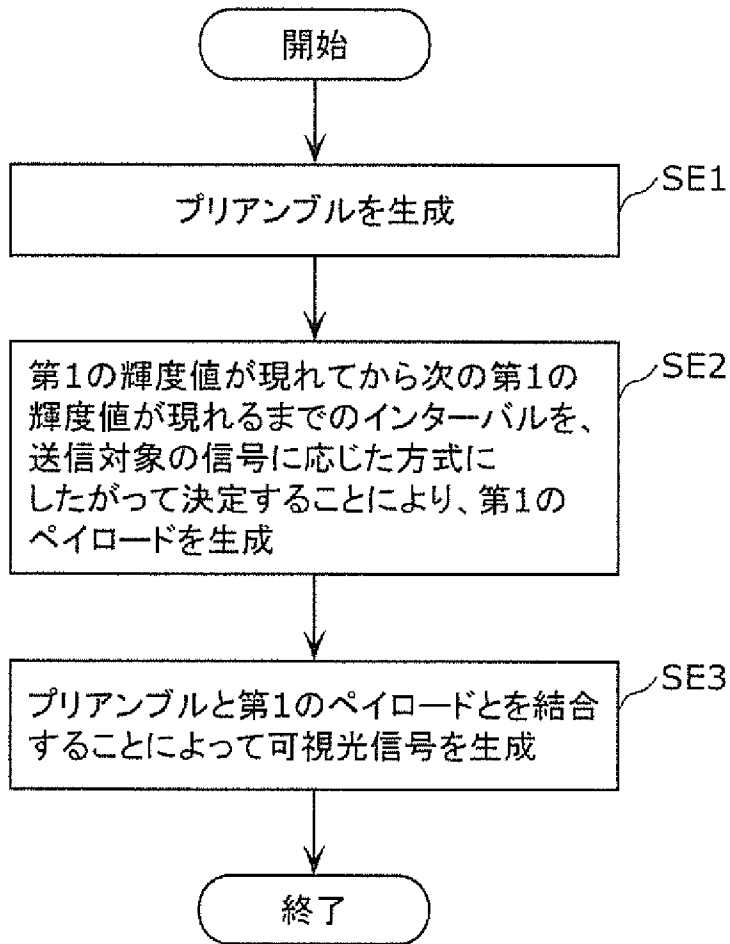 開始
プリアンブルを生成
SE1
第1の輝度値が現れてから次の第1の
輝度値が現れるまでのインターバルを、
送信対象の信号に応じた方式に
したがって決定することにより、第1の
ペイロードを生成
SE2
プリアンブルと第1のペイロードとを結合
することによって可視光信号を生成
SE3
終了